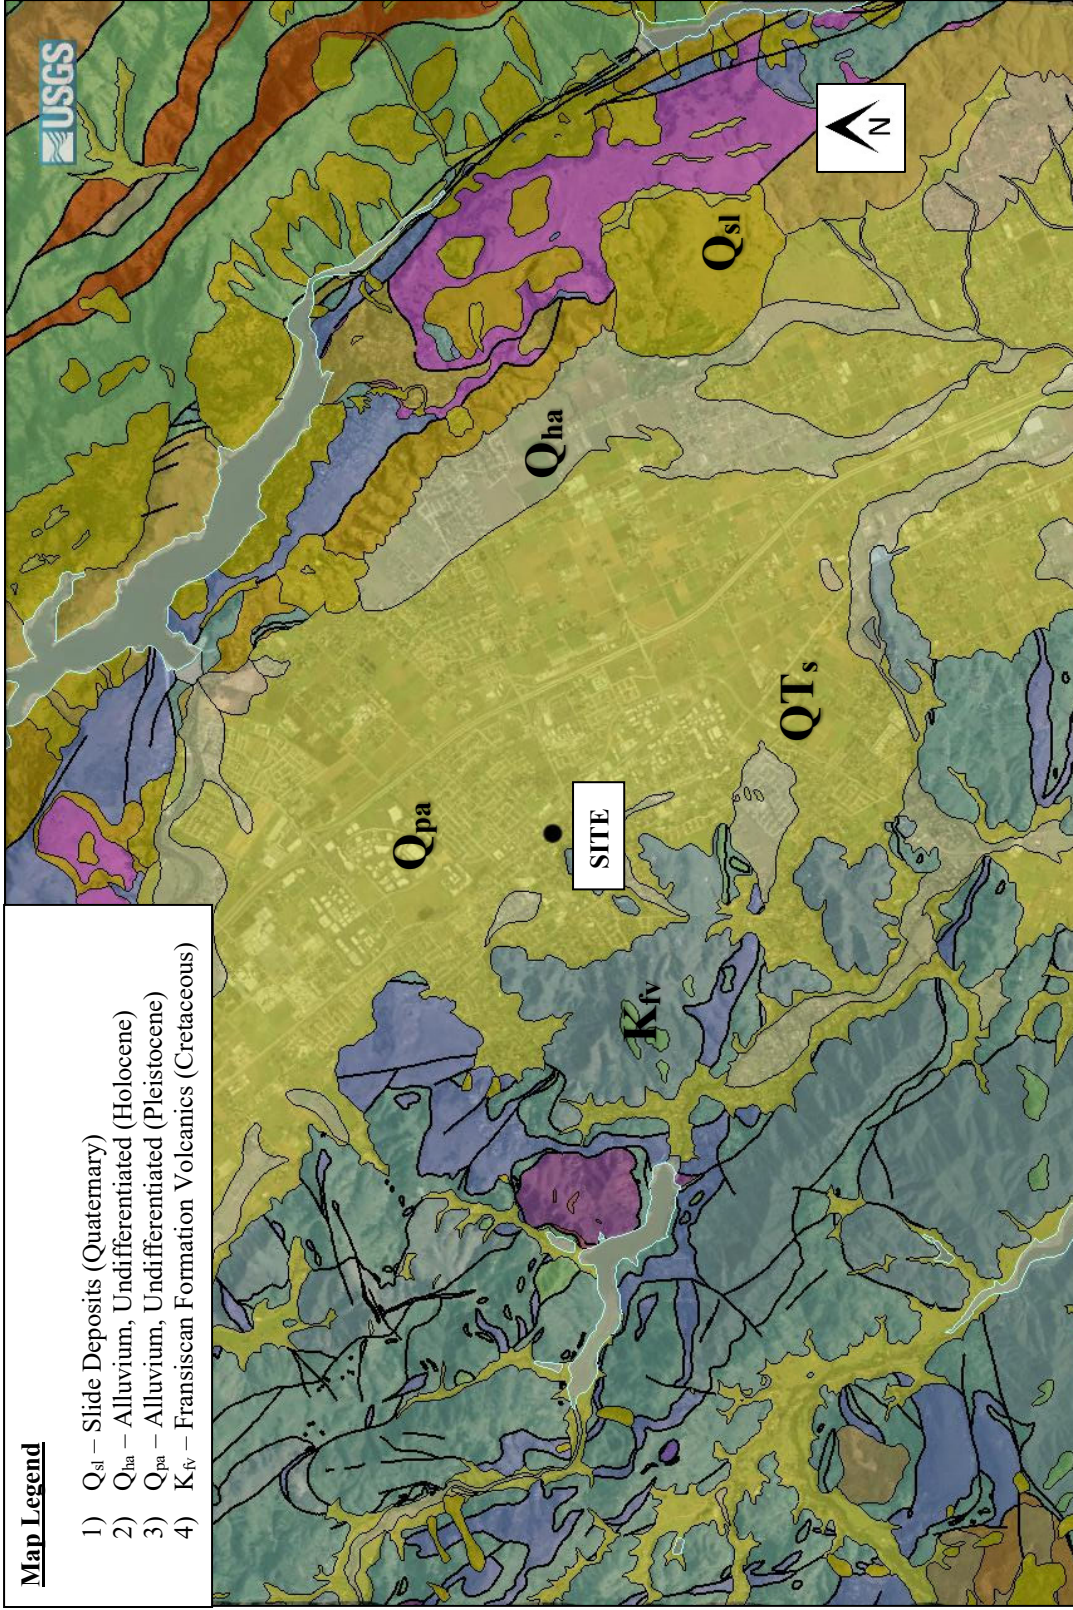 USGS
Map Legend
1) Qsl – Slide Deposits (Quaternary)
2) Qha – Alluvium, Undifferentiated (Holocene)
3) Qpa – Alluvium, Undifferentiated (Pleistocene)
4) Kfv – Fransiscan Formation Volcanics (Cretaceous)
Qsl
N
Qha
Qpa
SITE
QTs
Kfv